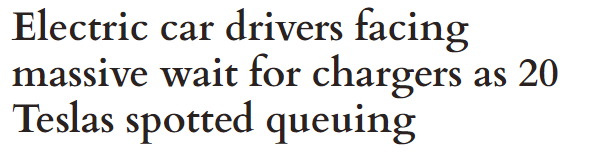 Electric car drivers facing
massive wait for chargers as 20
Teslas spotted queuing